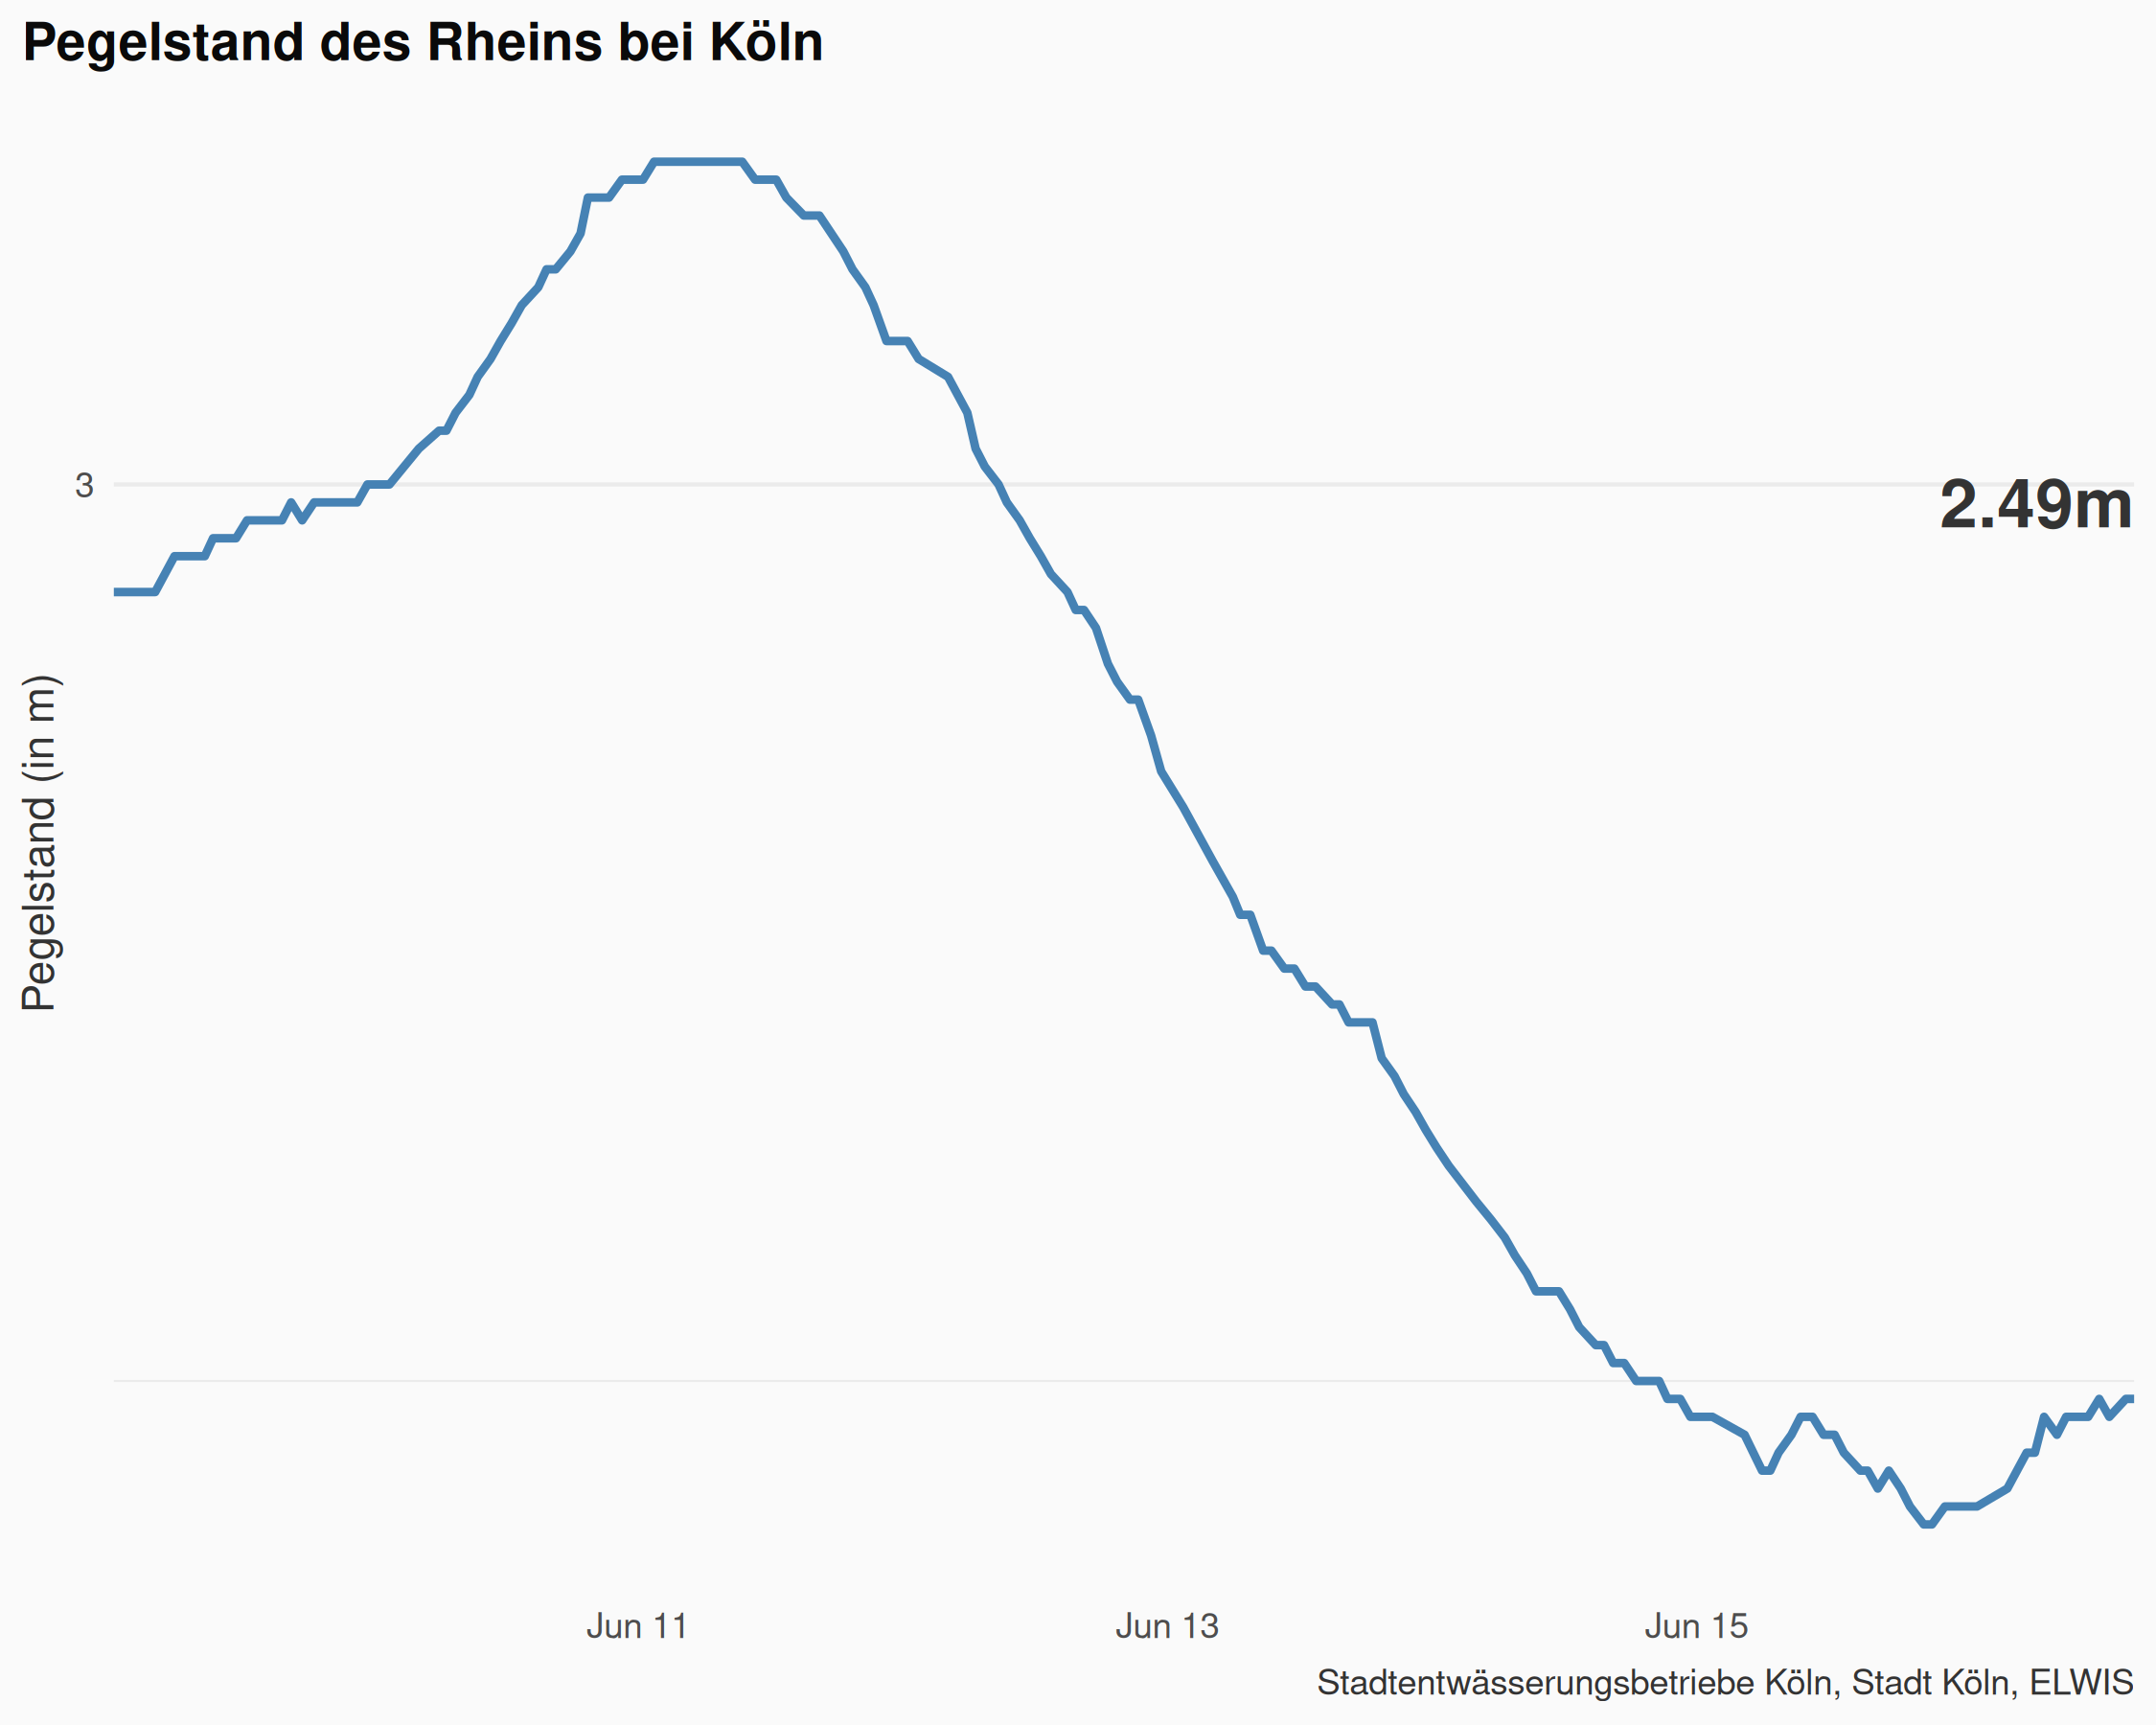 Pegelstand des Rheins bei Köln
3
2.49m
Pegelstand (in m)
Jun 11
Jun 13
Jun 15
Stadtentwässerungsbetriebe Köln, Stadt Köln, ELWIS